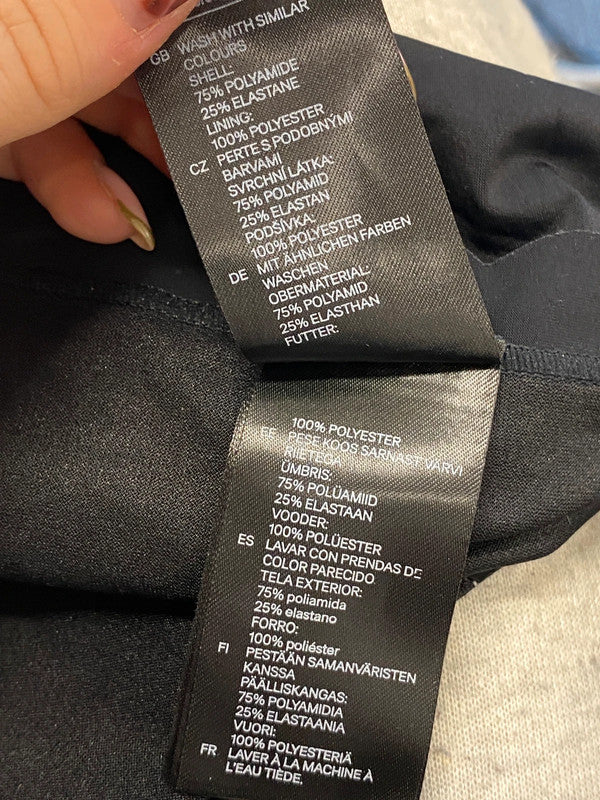 GB WASH WITH SIMILAR
COLOURS
SHELL:
75% POLYAMIDE
25% ELASTANE
LINING:
100% POLYESTER
CZ PERTE S PODOBNÝMI
BARVAMI
SVRCHNÍ LÁTKA:
75% POLYAMID
25% ELASTAN
PODŠÍVKA:
100% POLYESTER
DE MIT ÄHNLICHEN FARBEN
WASCHEN
OBERMATERIAL:
75% POLYAMID
25% ELASTHAN
FUTTER:
100% POLYESTER
EE PESE KOOS SARNAST VÄRVI
RIIETEGA
ÜMBRIS:
75% POLÜAMIID
25% ELASTAAN
VOODER:
100% POLÜESTER
ES LAVAR CON PRENDAS DE
COLOR PARECIDO
TELA EXTERIOR:
75% poliamida
25% elastano
FORRO:
100% poliéster
FI PESTÄÄN SAMANVÄRISTEN
KANSSA
PÄÄLLISKANGAS:
75% POLYAMIDIA
25% ELASTAANIA
VUORI:
100% POLYESTERIÄ
FR LAVER À LA MACHINE À
L'EAU TIÈDE.